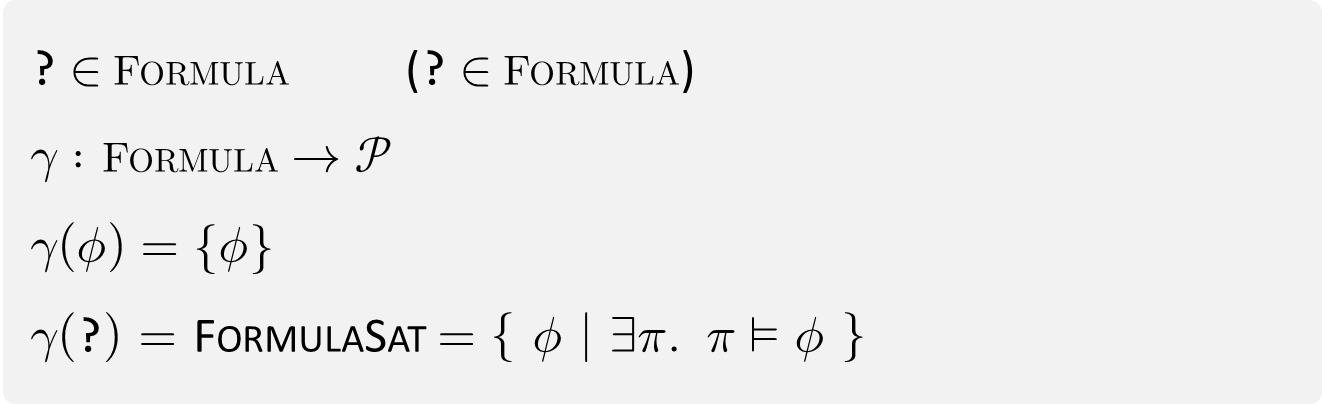 ? ∈ FORMULA (? ∈ FORMULA)
γ : FORMULA → 𝒫
γ(ϕ) = {ϕ}
γ(?) = FORMULASAT = { ϕ | ∃π. π ⊨ ϕ }